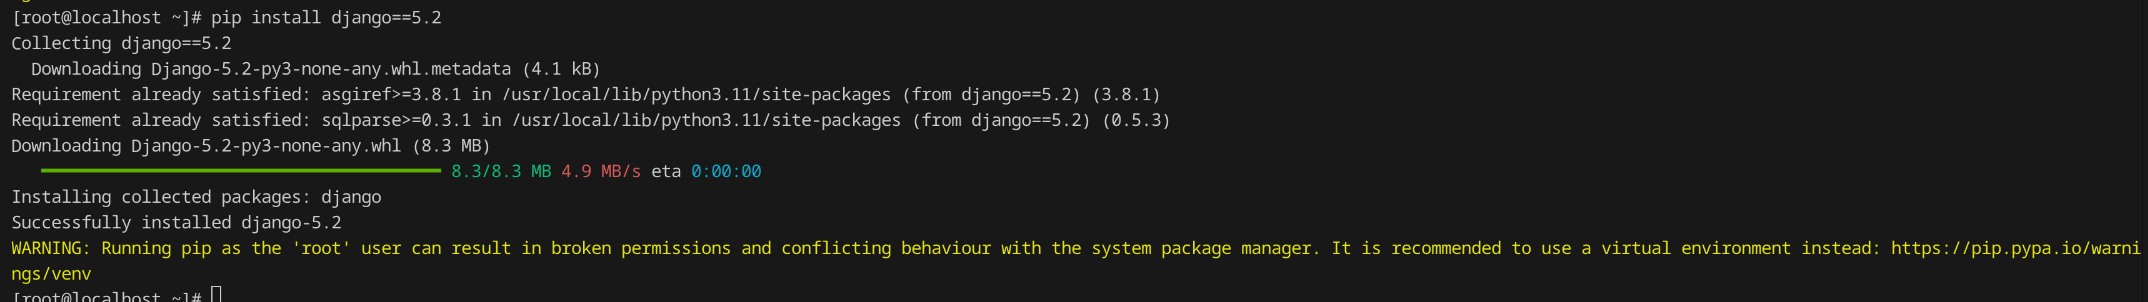 [root@localhost ~]# pip install django==5.2
Collecting django==5.2
  Downloading Django-5.2-py3-none-any.whl.metadata (4.1 kB)
Requirement already satisfied: asgiref>=3.8.1 in /usr/local/lib/python3.11/site-packages (from django==5.2) (3.8.1)
Requirement already satisfied: sqlparse>=0.3.1 in /usr/local/lib/python3.11/site-packages (from django==5.2) (0.5.3)
Downloading Django-5.2-py3-none-any.whl (8.3 MB)
8.3/8.3 MB 4.9 MB/s eta 0:00:00
Installing collected packages: django
Successfully installed django-5.2
WARNING: Running pip as the 'root' user can result in broken permissions and conflicting behaviour with the system package manager. It is recommended to use a virtual environment instead: https://pip.pypa.io/warni
ngs/venv
[root@localhost ~]#